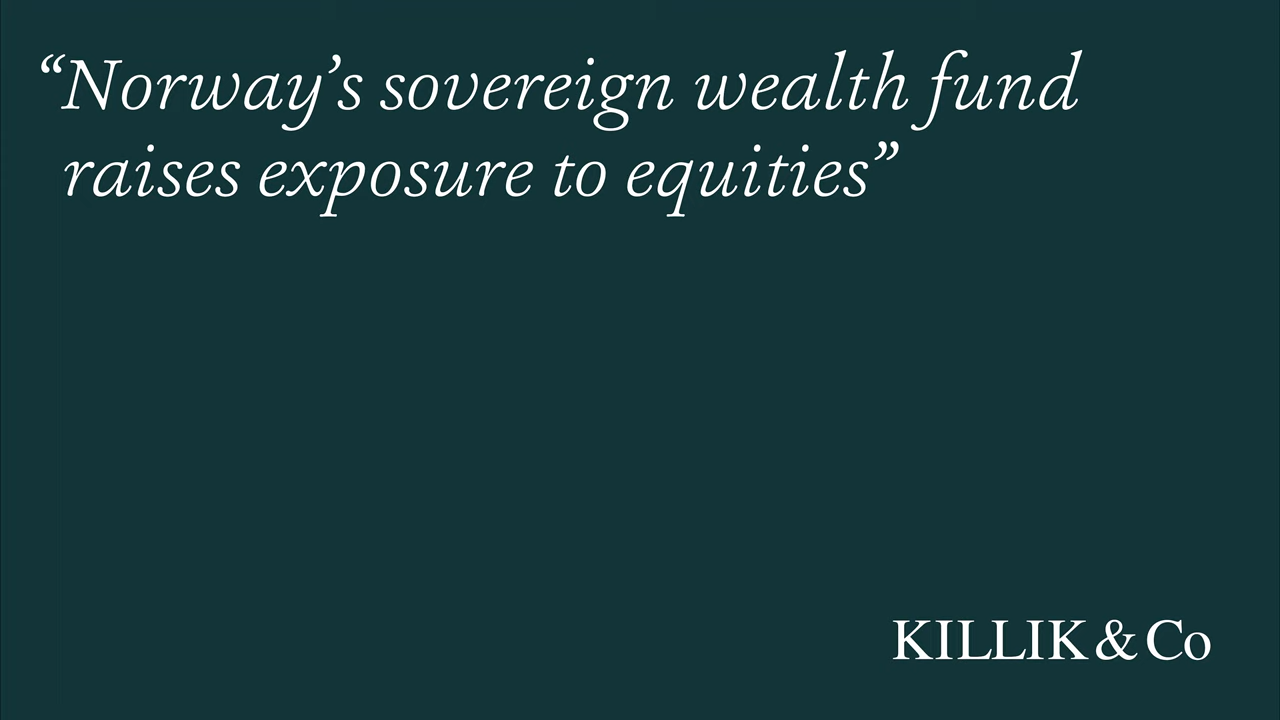 “Norway’s sovereign wealth fund
raises exposure to equities”
KILLIK & Co